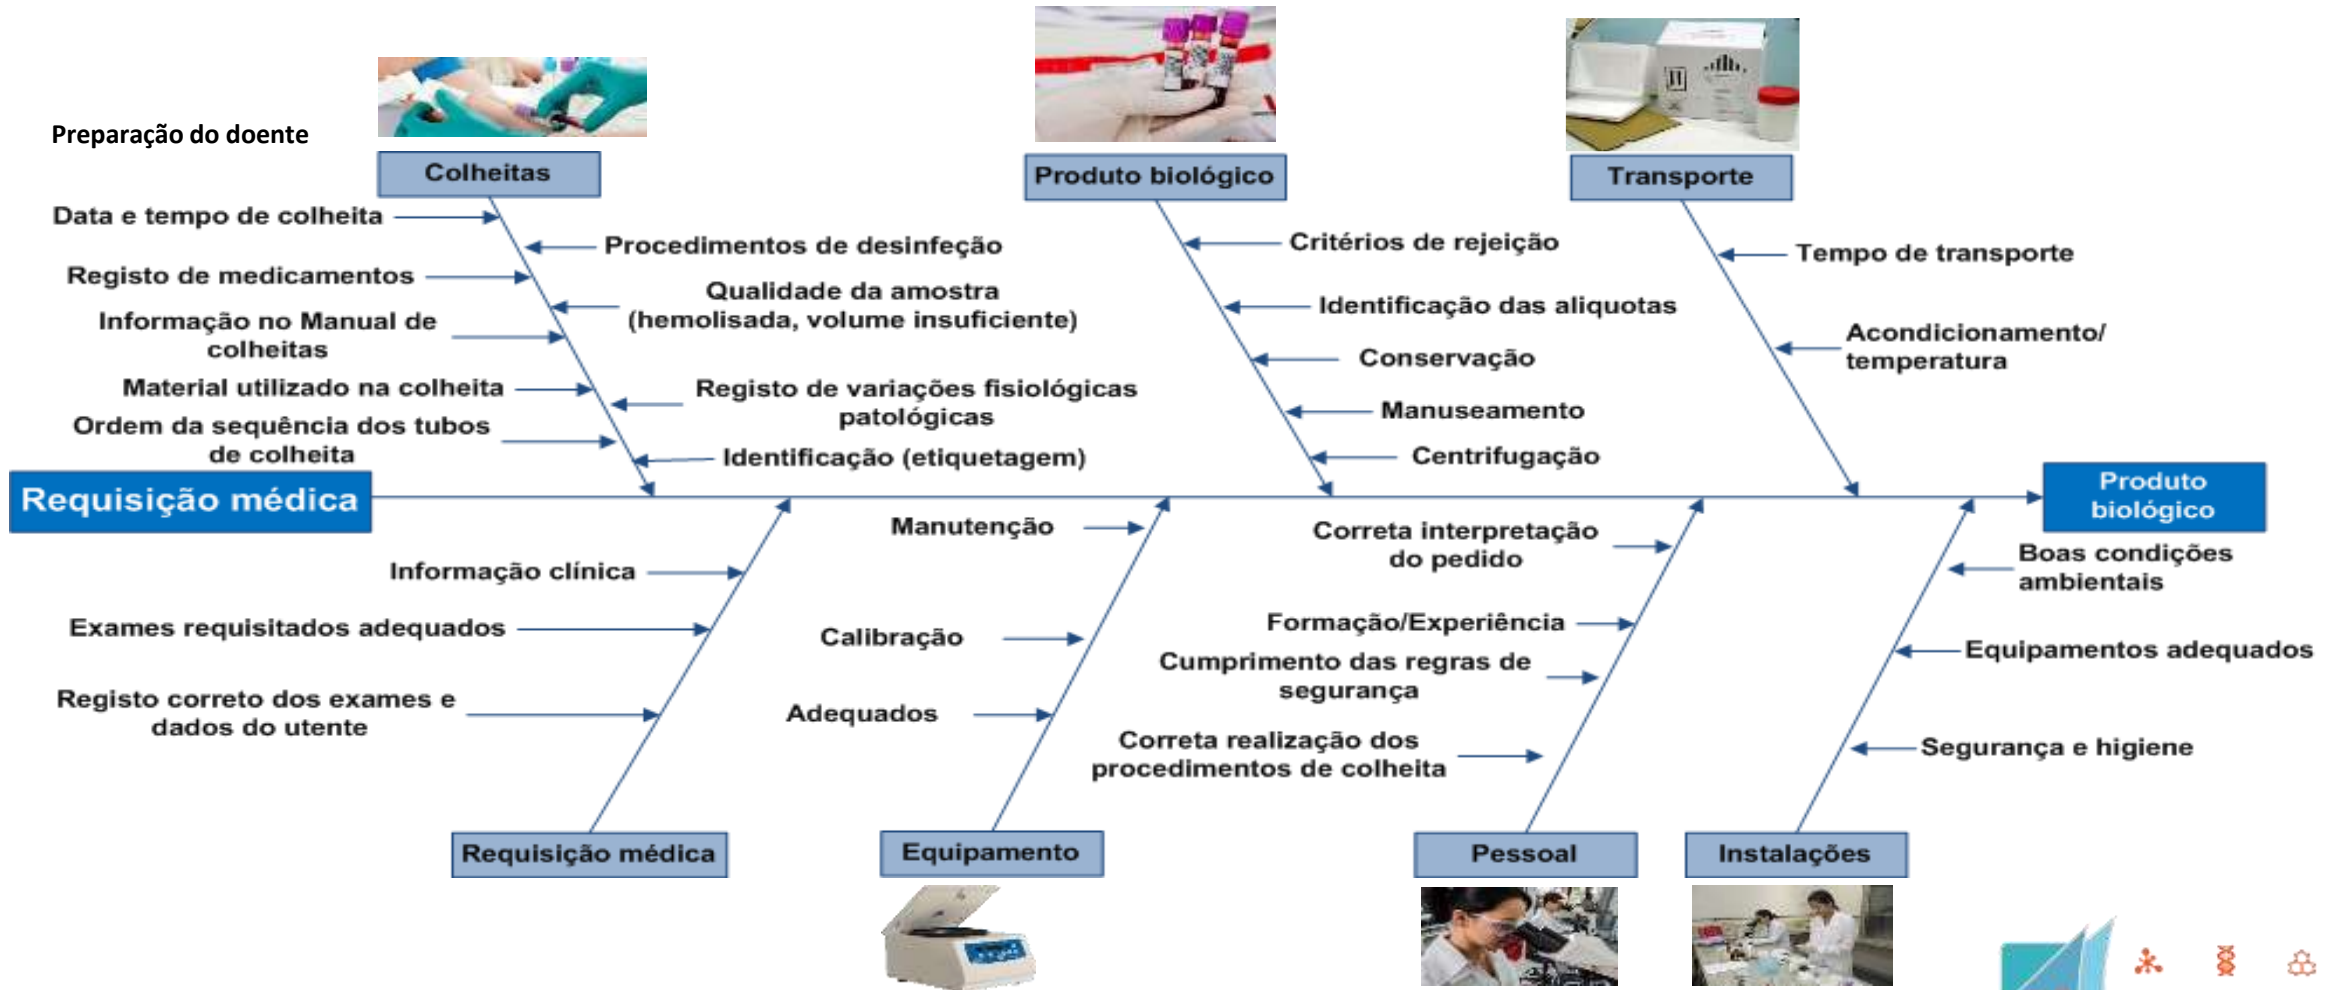 Preparação do doente
Colheitas
Produto biológico
Transporte
Data e tempo de colheita
Procedimentos de desinfeção
Registo de medicamentos
Qualidade da amostra
(hemolisada, volume insuficiente)
Informação no Manual de
colheitas
Material utilizado na colheita
Registo de variações fisiológicas
patológicas
Ordem da sequência dos tubos
de colheita
Identificação (etiquetagem)
Critérios de rejeição
Identificação das aliquotas
Conservação
Manuseamento
Centrifugação
Tempo de transporte
Acondicionamento/
temperatura
Requisição médica
Produto
biológico
Informação clínica
Exames requisitados adequados
Registo correto dos exames e
dados do utente
Manutenção
Calibração
Adequados
Correta interpretação
do pedido
Formação/Experiência
Cumprimento das regras de
segurança
Correta realização dos
procedimentos de colheita
Boas condições
ambientais
Equipamentos adequados
Segurança e higiene
Requisição médica
Equipamento
Pessoal
Instalações